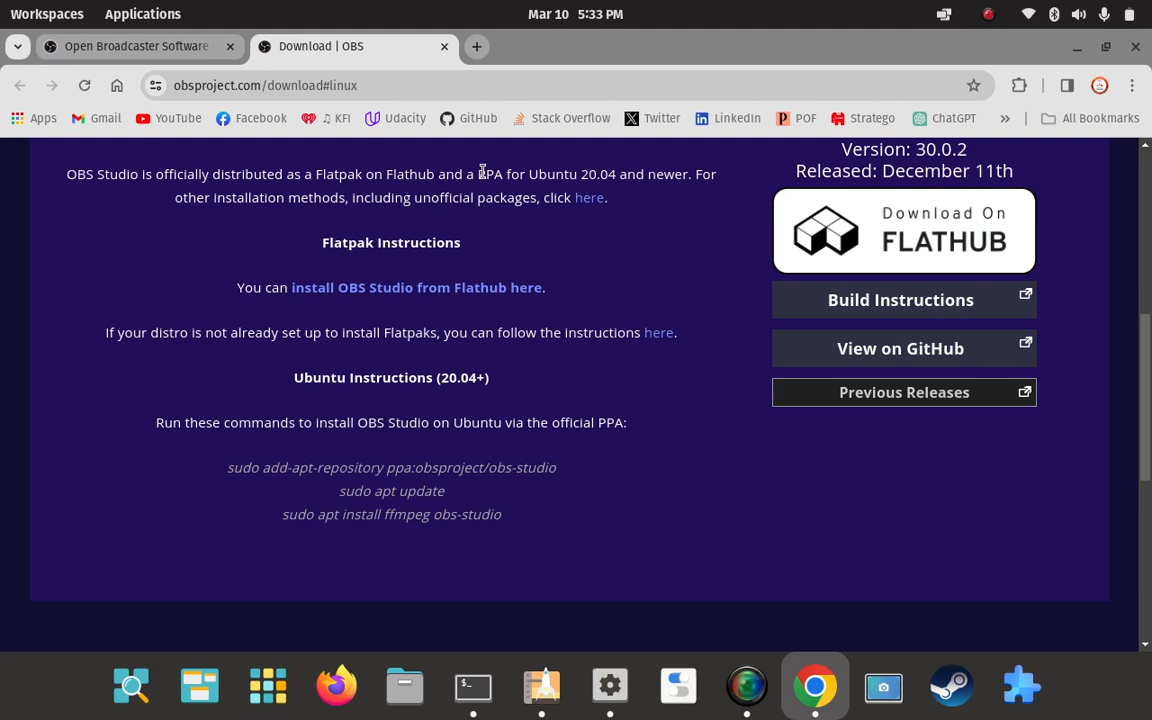 Workspaces Applications Mar 10 5:33 PM
Open Broadcaster Software Download | OBS
obsproject.com/download#linux
Apps Gmail YouTube Facebook ♫ KFI Udacity GitHub Stack Overflow Twitter LinkedIn POF Stratego ChatGPT » All Bookmarks
OBS Studio is officially distributed as a Flatpak on Flathub and a PPA for Ubuntu 20.04 and newer. For
other installation methods, including unofficial packages, click here.
Flatpak Instructions
You can install OBS Studio from Flathub here.
If your distro is not already set up to install Flatpaks, you can follow the instructions here.
Ubuntu Instructions (20.04+)
Run these commands to install OBS Studio on Ubuntu via the official PPA:
sudo add-apt-repository ppa:obsproject/obs-studio
sudo apt update
sudo apt install ffmpeg obs-studio
Version: 30.0.2
Released: December 11th
Download On
FLATHUB
Build Instructions
View on GitHub
Previous Releases
$_